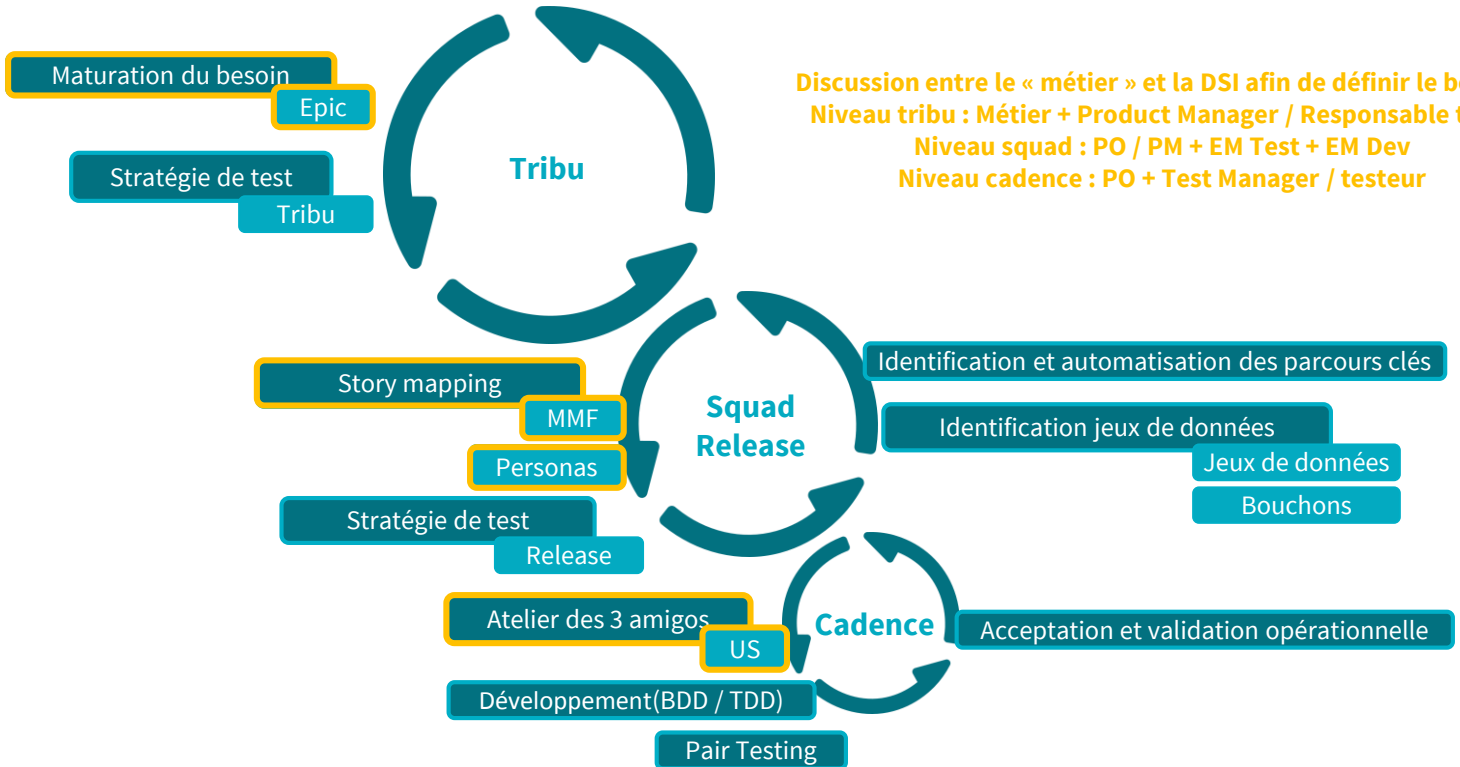 Maturation du besoin
Epic
Stratégie de test
Tribu
Tribu
Discussion entre le « métier » et la DSI afin de définir le
Niveau tribu : Métier + Product Manager / Responsable
Niveau squad : PO / PM + EM Test + EM Dev
Niveau cadence : PO + Test Manager / testeur
Story mapping
MMF
Personas
Stratégie de test
Release
Squad
Release
Identification et automatisation des parcours clés
Identification jeux de données
Jeux de données
Bouchons
Atelier des 3 amigos
US
Développement(BDD / TDD)
Pair Testing
Cadence
Acceptation et validation opérationnelle